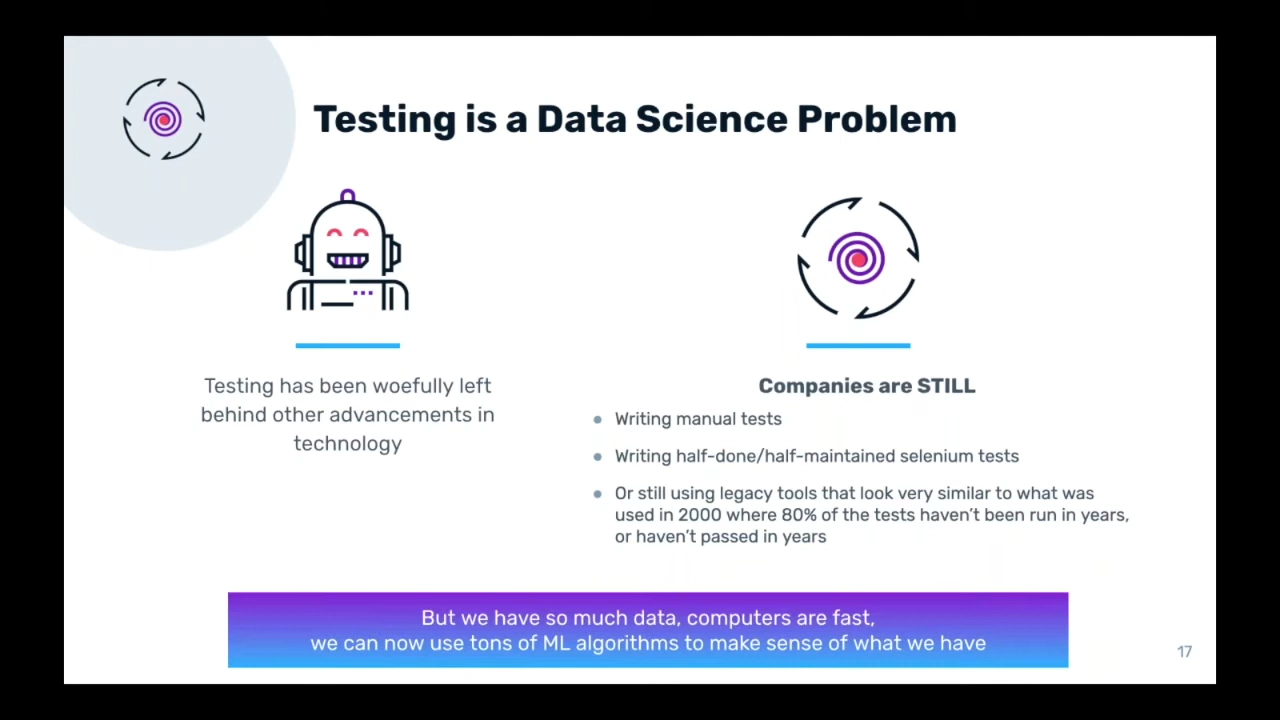 Testing is a Data Science Problem
Testing has been woefully left
behind other advancements in
technology
Companies are STILL
Writing manual tests
Writing half-done/half-maintained selenium tests
Or still using legacy tools that look very similar to what was
used in 2000 where 80% of the tests haven't been run in years,
or haven't passed in years
But we have so much data, computers are fast,
we can now use tons of ML algorithms to make sense of what we have
17